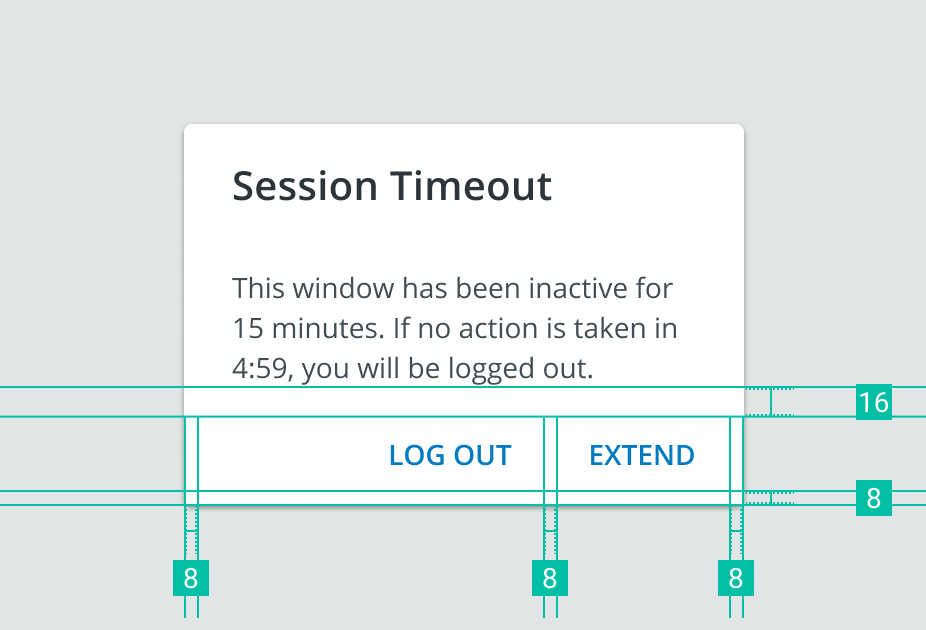 Session Timeout
This window has been inactive for
15 minutes. If no action is taken in
4:59, you will be logged out.
16
LOG OUT EXTEND
8
8 8 8